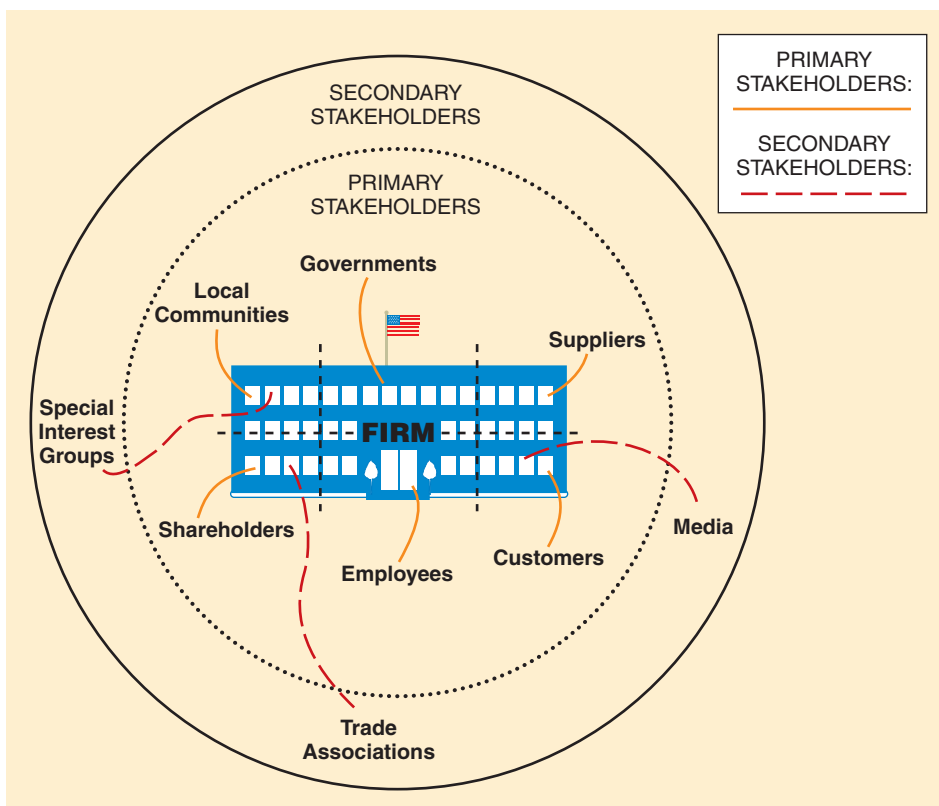 SECONDARY
STAKEHOLDERS
PRIMARY
STAKEHOLDERS
PRIMARY
STAKEHOLDERS:
SECONDARY
STAKEHOLDERS:
Governments
Local
Communities
Suppliers
Special
Interest
Groups
FIRM
Shareholders
Employees
Customers
Media
Trade
Associations